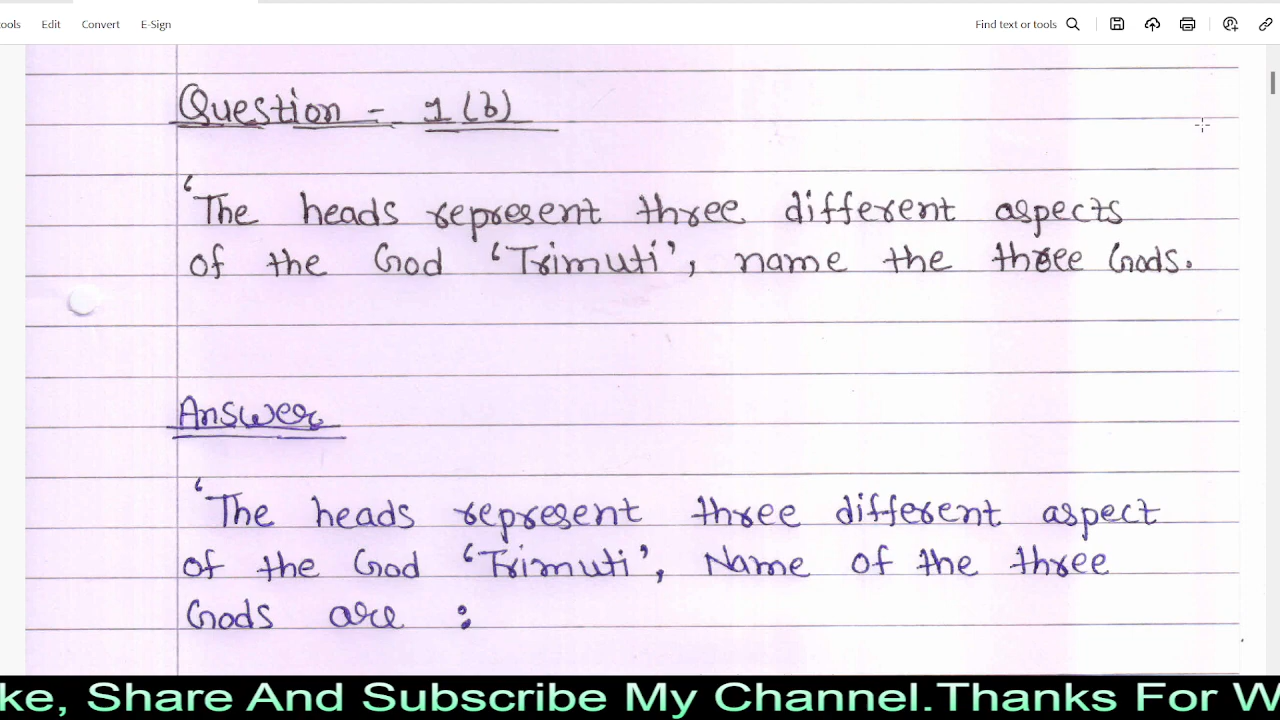 ools Edit Convert E-Sign Find text or tools
Question - 1 (b)
'The heads represent three different aspects
of the God 'Trimuti', name the three Gods.
Answer
'The heads represent three different aspect
of the God 'Trimuti', Name of the three
Gods are :
ke, Share And Subscribe My Channel.Thanks For W